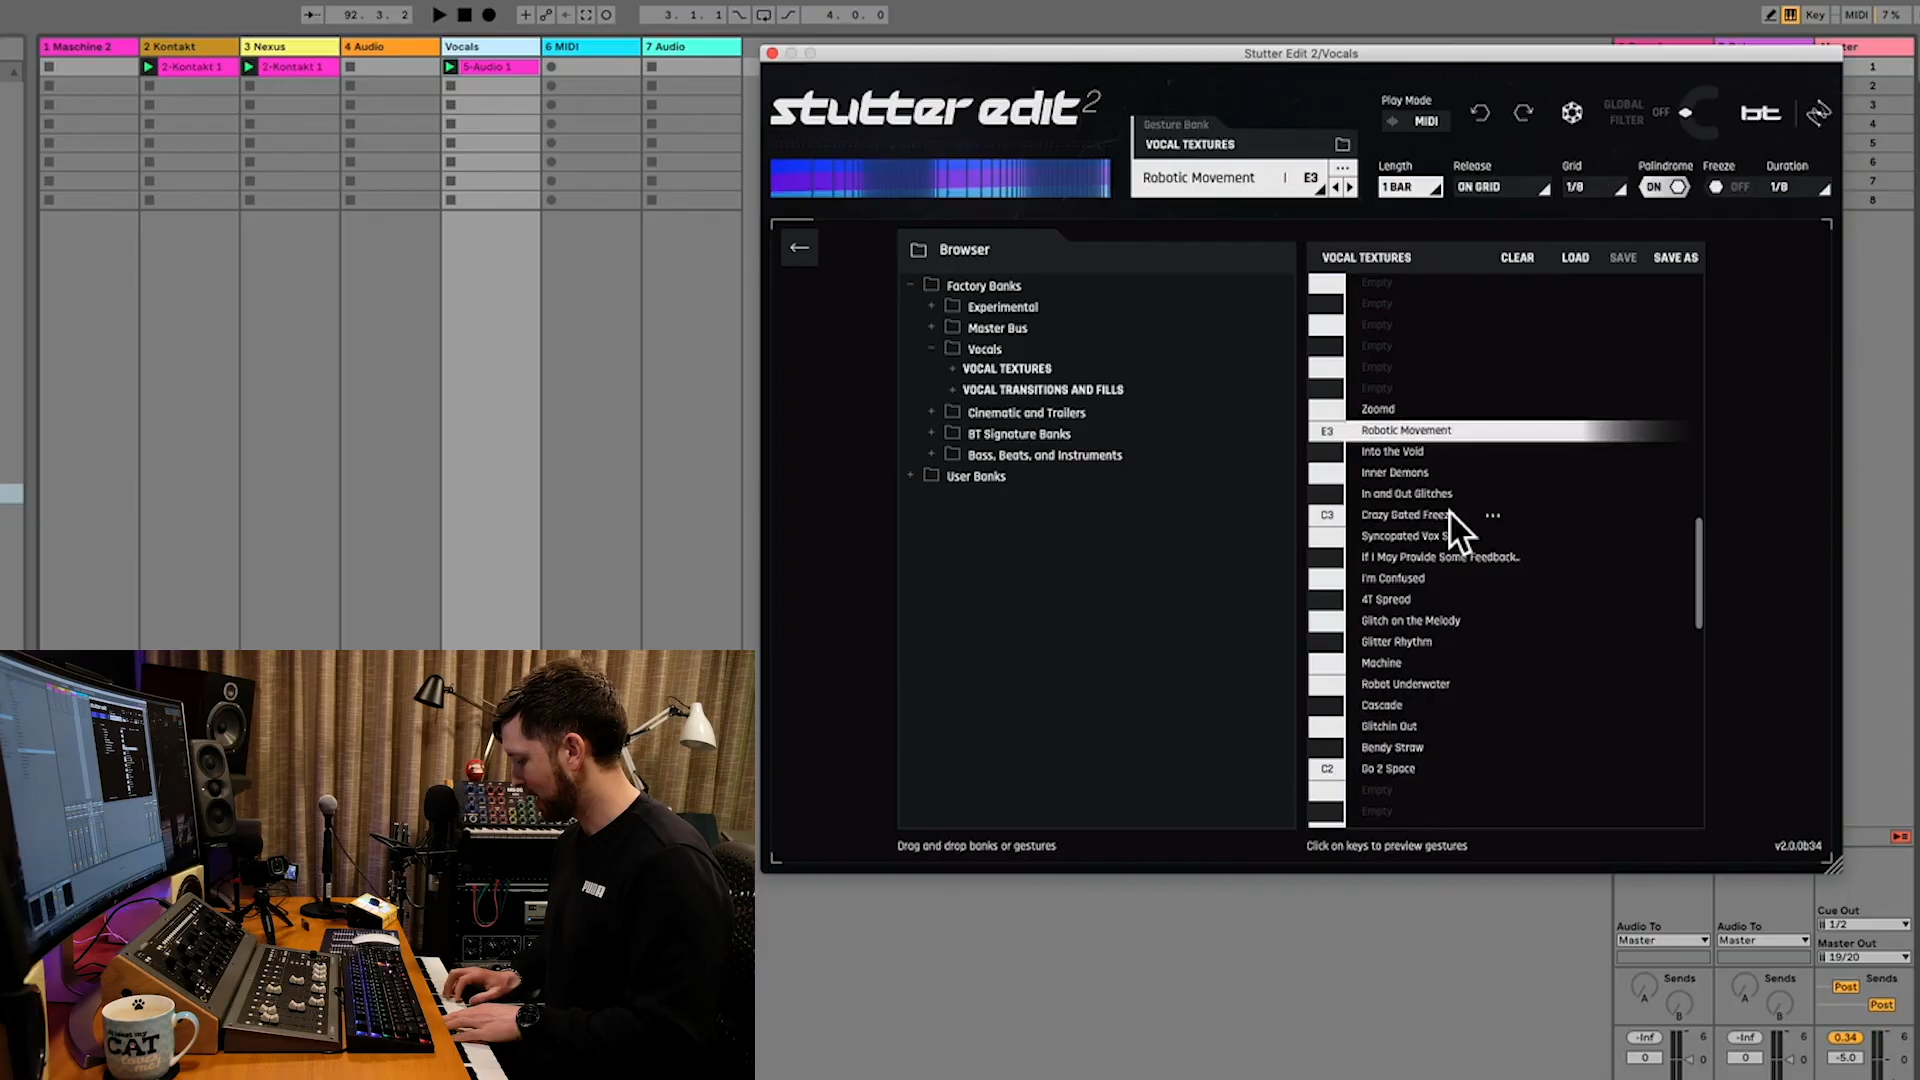 92. 3. 2
3. 1. 1
4. 0. 0
Key
MIDI
7 %
1 Maschine 2
2 Kontakt
3 Nexus
4 Audio
Vocals
6 MIDI
7 Audio
2-Kontakt 1
2-Kontakt 1
5-Audio 1
1
2
3
4
5
6
7
8
Stutter Edit 2/Vocals
stutter edit 2
Gesture Bank
VOCAL TEXTURES
Robotic Movement
E3
Play Mode
MIDI
GLOBAL
FILTER
OFF
bt
Length
1 BAR
Release
ON GRID
Grid
1/8
Palindrome
ON
Freeze
OFF
Duration
1/8
Browser
Factory Banks
Experimental
Master Bus
Vocals
VOCAL TEXTURES
VOCAL TRANSITIONS AND FILLS
Cinematic and Trailers
BT Signature Banks
Bass, Beats, and Instruments
User Banks
Drag and drop banks or gestures
VOCAL TEXTURES
CLEAR
LOAD
SAVE
SAVE AS
Empty
Empty
Empty
Empty
Empty
Empty
Zoomd
E3 Robotic Movement
Into the Void
Inner Demons
In and Out Glitches
C3 Crazy Gated
Syncopated Vox
If I May Provide Some Feedback..
I'm Confused
4T Spread
Glitch on the Melody
Glitter Rhythm
Machine
Robot Underwater
Cascade
Glitchin Out
Bendy Straw
C2 Go 2 Space
Empty
Empty
Click on keys to preview gestures
v2.0.0b34
Audio To
Master
Audio To
Master
Cue Out
1/2
Master Out
19/20
Sends
A
B
Sends
A
B
Sends
Post
Post
-Inf
0
6
0
-Inf
0
6
0
0.34
-5.0
6
0
PUMA
CAT